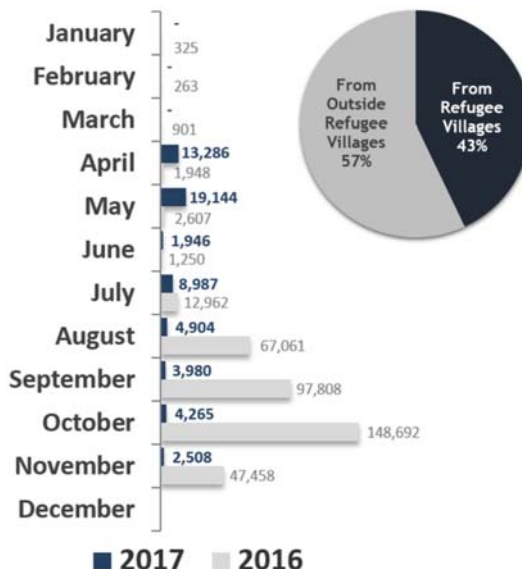 January
-
325
February
-
263
March
-
901
April
13,286
1,948
May
19,144
2,607
June
1,946
1,250
July
8,987
12,962
August
4,904
67,061
September
3,980
97,808
October
4,265
148,692
November
2,508
47,458
December
2017 2016
From
Outside
Refugee
Villages
57%
From
Refugee
Villages
43%